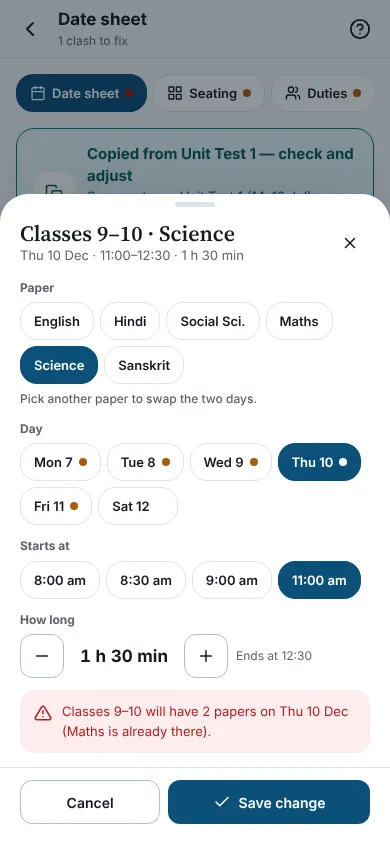 Date sheet
1 clash to fix
Date sheet
Seating
Duties
Copied from Unit Test 1 — check and
adjust
Classes 9–10 · Science
Thu 10 Dec · 11:00–12:30 · 1 h 30 min
Paper
English
Hindi
Social Sci.
Maths
Science
Sanskrit
Pick another paper to swap the two days.
Day
Mon 7
Tue 8
Wed 9
Thu 10
Fri 11
Sat 12
Starts at
8:00 am
8:30 am
9:00 am
11:00 am
How long
1 h 30 min
Ends at 12:30
Classes 9–10 will have 2 papers on Thu 10 Dec
(Maths is already there).
Cancel
Save change